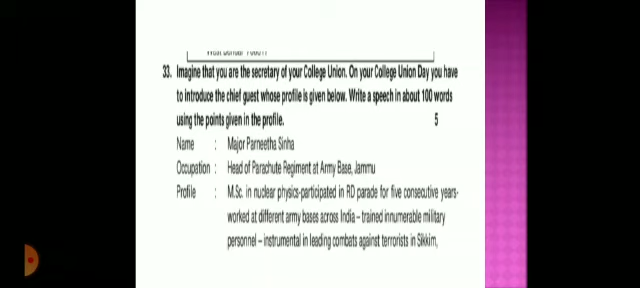 33. Imagine that you are the secretary of your College Union. On your College Union Day you have
to introduce the chief guest whose profile is given below. Write a speech in about 100 words
using the points given in the profile. 5
Name : Major Parneetha Sinha
Occupation : Head of Parachute Regiment at Army Base, Jammu
Profile : M.Sc. in nuclear physics-participated in RD parade for five consecutive years-
worked at different army bases across India – trained innumerable military
personnel – instrumental in leading combats against terrorists in Sikkim,